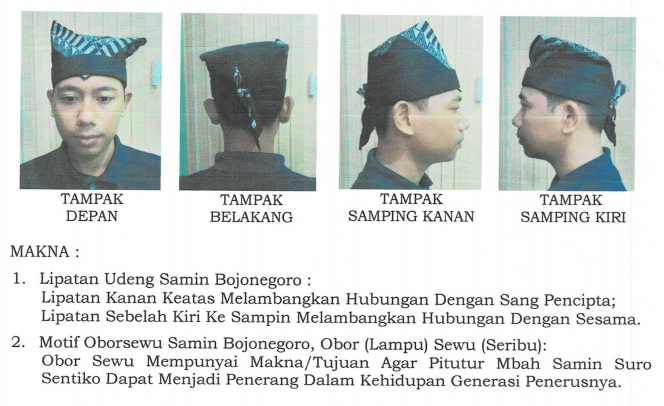 TAMPAK DEPAN
TAMPAK BELAKANG
TAMPAK SAMPING KANAN
TAMPAK SAMPING KIRI
MAKNA :
1. Lipatan Udeng Samin Bojonegoro :
Lipatan Kanan Keatas Melambangkan Hubungan Dengan Sang Pencipta;
Lipatan Sebelah Kiri Ke Sampin Melambangkan Hubungan Dengan Sesama.
2. Motif Oborsewu Samin Bojonegoro, Obor (Lampu) Sewu (Seribu):
Obor Sewu Mempunyai Makna/Tujuan Agar Pitutur Mbah Samin Suro
Sentiko Dapat Menjadi Penerang Dalam Kehidupan Generasi Penerusnya.